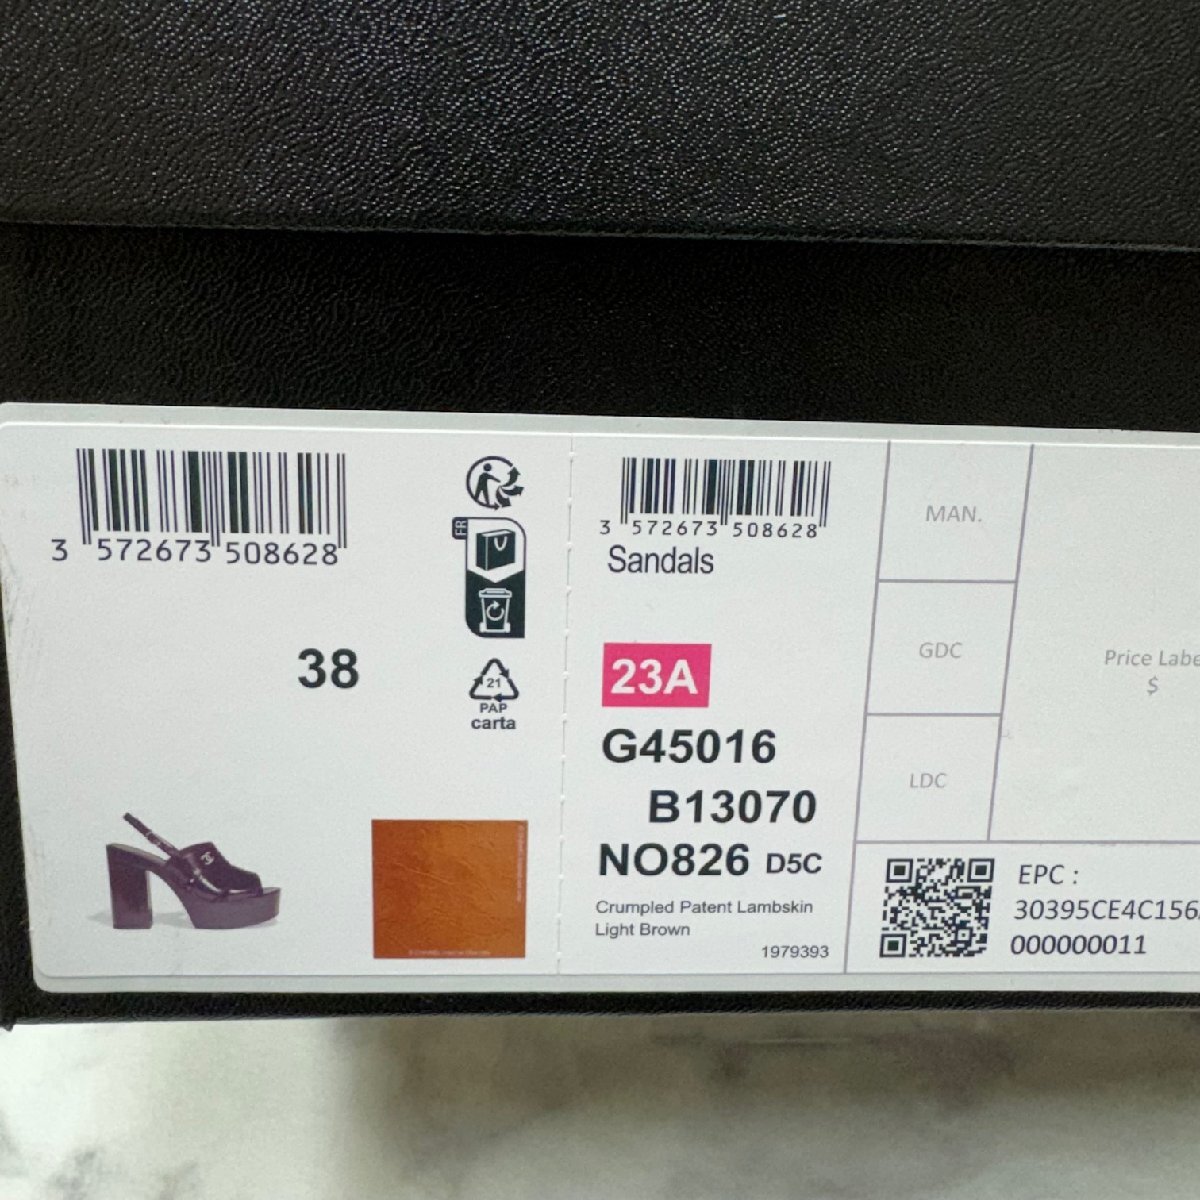 3 572673 508628
FR
38
21
PAP
carta
3 572673 508628
Sandals
23A
G45016
B13070
NO826 D5C
Crumpled Patent Lambskin
Light Brown
1979393
MAN.
GDC
LDC
Price Labe
$
EPC :
30395CE4C156
000000011